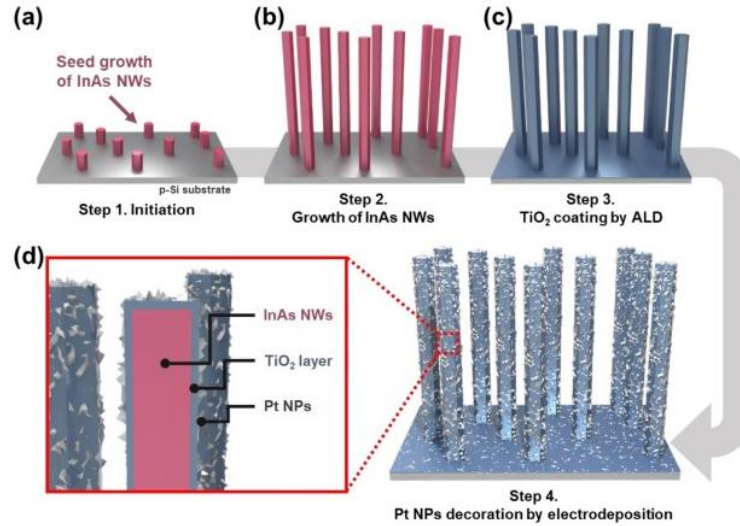 (a)
Seed growth
of InAs NWs
p-Si substrate
Step 1. Initiation
(b)
Step 2.
Growth of InAs NWs
(c)
Step 3.
TiO₂ coating by ALD
(d)
InAs NWs
TiO₂ layer
Pt NPs
Step 4.
Pt NPs decoration by electrodeposition